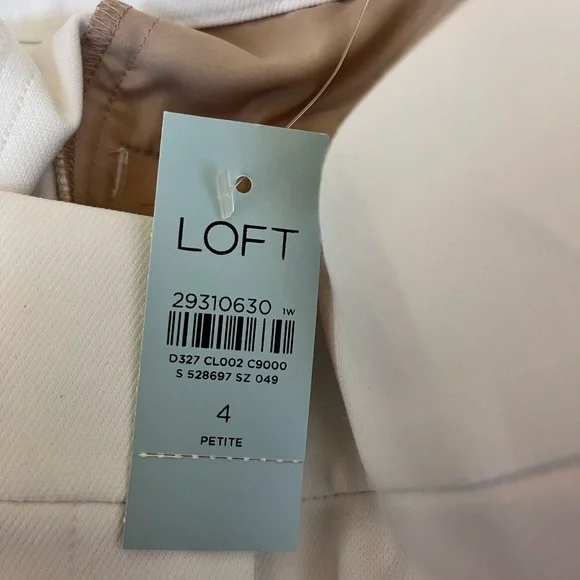 LOFT
29310630 1W
D327 CL002 C9000
S 528697 SZ 049
4
PETITE